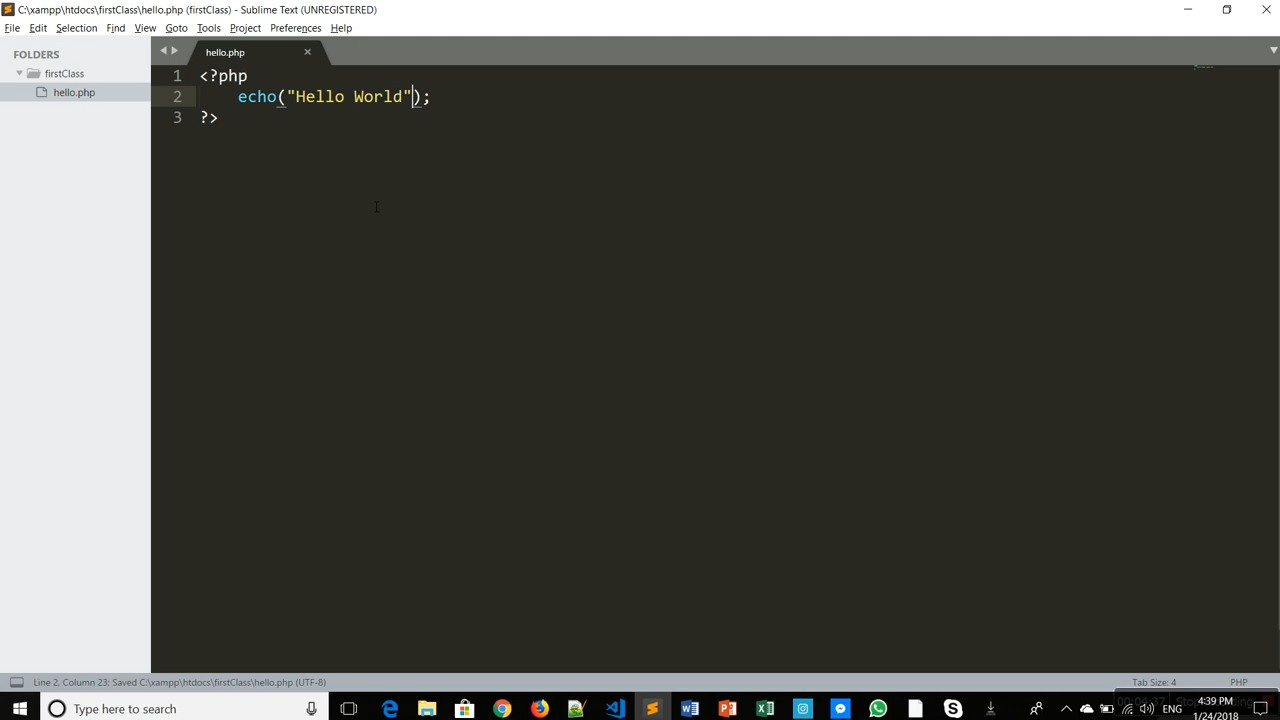 C:\xampp\htdocs\firstClass\hello.php (firstClass) - Sublime Text (UNREGISTERED)
File Edit Selection Find View Goto Tools Project Preferences Help
FOLDERS
firstClass
hello.php
hello.php
1 <?php
2 echo("Hello World");
3 ?>
Line 2, Column 23; Saved C:\xampp\htdocs\firstClass\hello.php (UTF-8)
Tab Size: 4
PHP
Type here to search
ENG
4:39 PM
1/24/2018